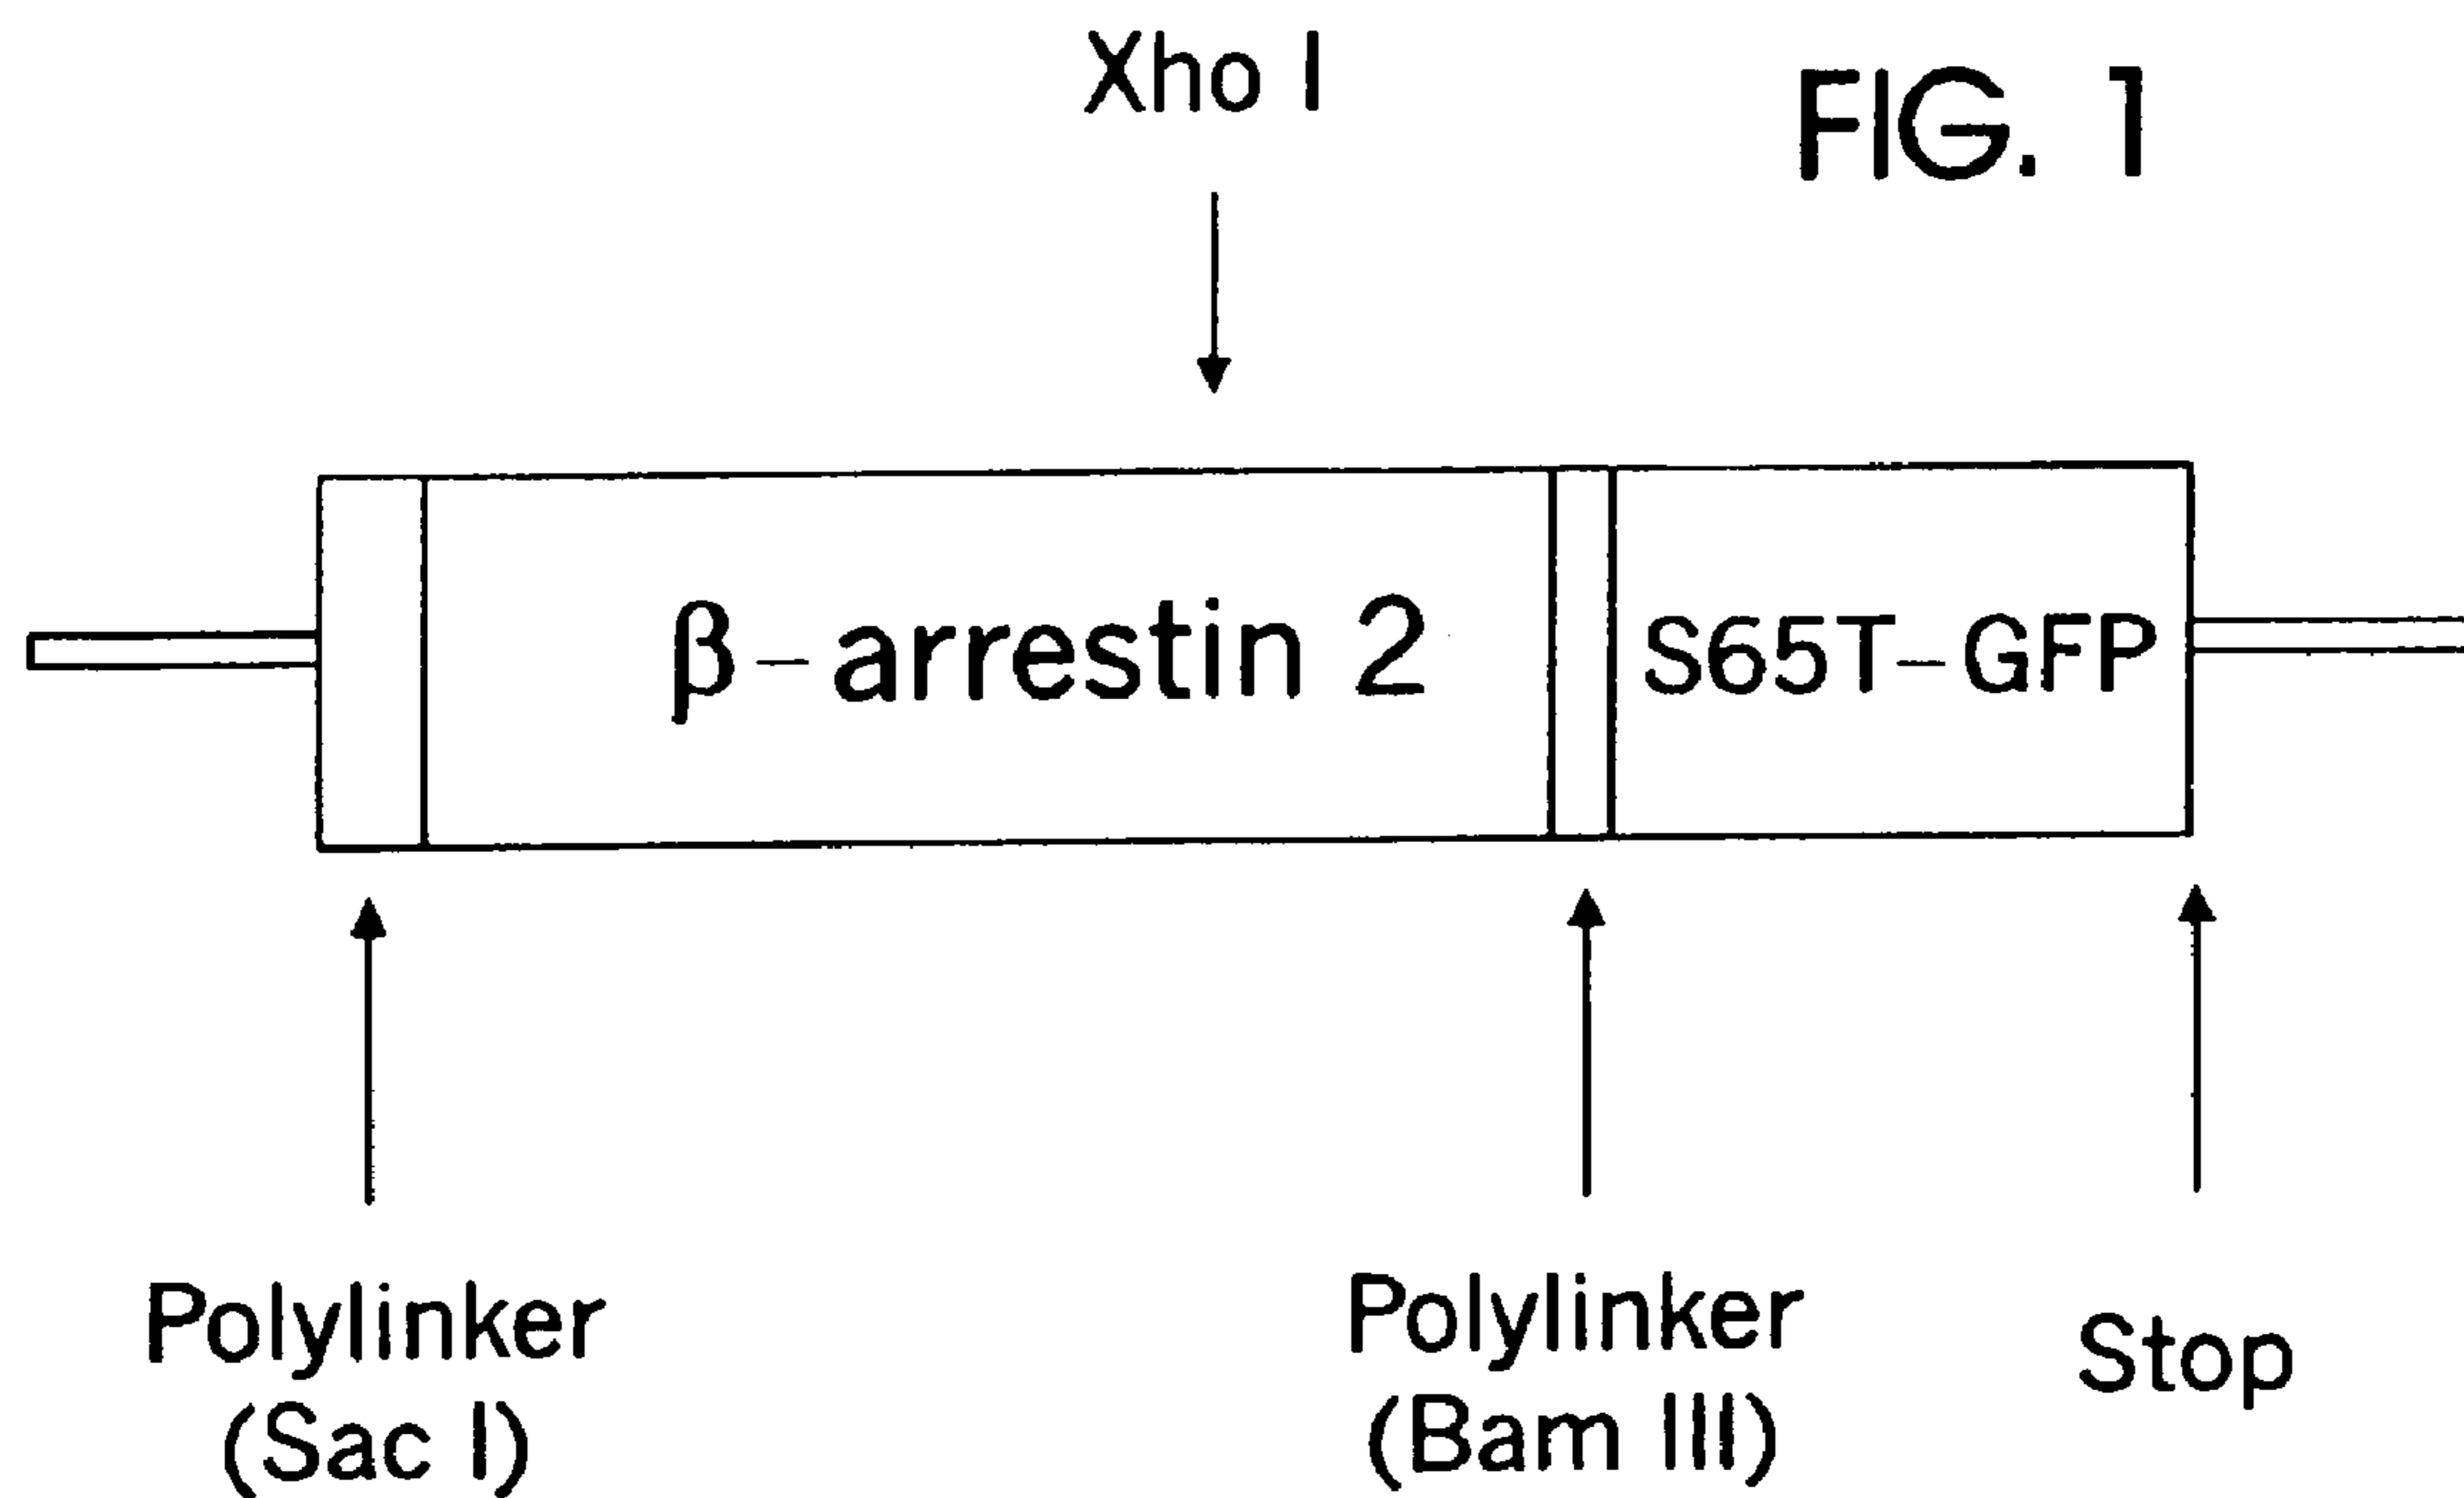 Xho I
FIG. 1
β-arrestin 2
S65T-GFP
Polylinker
(Sac I)
Polylinker
(Bam III)
Stop